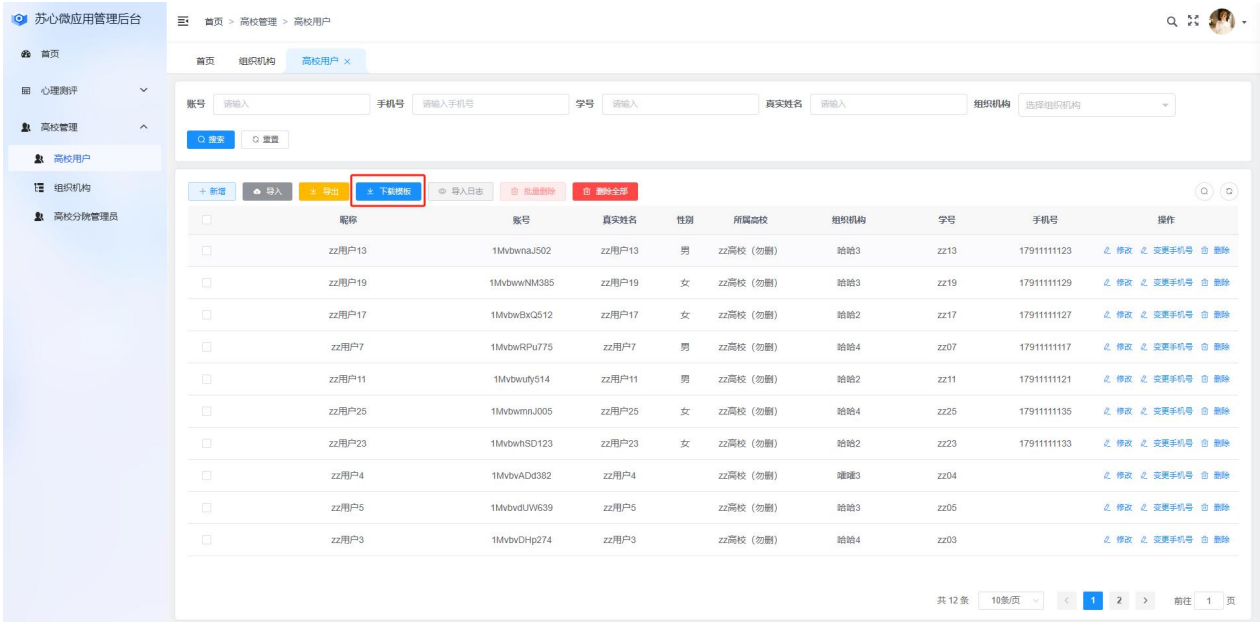 苏心微应用管理后台
首页 > 高校管理 > 高校用户
首页
心理测评
高校管理
高校用户
组织机构
高校分院管理员
首页 组织机构 高校用户 ×
账号 请输入 手机号 请输入手机号 学号 请输入 真实姓名 请输入 组织机构 选择组织机构
搜索 重置
+ 新增 导入 导出 下载模板 导入日志 批量删除 删除全部
昵称 账号 真实姓名 性别 所属高校 组织机构 学号 手机号 操作
zz用户13 1MvbwnaJ502 zz用户13 男 zz高校（勿删） 哈哈3 zz13 17911111123 修改 变更手机号 删除
zz用户19 1MvbwwNM385 zz用户19 女 zz高校（勿删） 哈哈3 zz19 17911111129 修改 变更手机号 删除
zz用户17 1MvbwBxQ512 zz用户17 女 zz高校（勿删） 哈哈2 zz17 17911111127 修改 变更手机号 删除
zz用户7 1MvbwRPu775 zz用户7 男 zz高校（勿删） 哈哈4 zz07 17911111117 修改 变更手机号 删除
zz用户11 1Mvbwufy514 zz用户11 男 zz高校（勿删） 哈哈2 zz11 17911111121 修改 变更手机号 删除
zz用户25 1MvbwmnJ005 zz用户25 女 zz高校（勿删） 哈哈4 zz25 17911111135 修改 变更手机号 删除
zz用户23 1MvbwhSD123 zz用户23 女 zz高校（勿删） 哈哈2 zz23 17911111133 修改 变更手机号 删除
zz用户4 1MvbvADd382 zz用户4 zz高校（勿删） zz04 修改 变更手机号 删除
zz用户5 1MvbvdUW639 zz用户5 zz高校（勿删） 哈哈3 zz05 修改 变更手机号 删除
zz用户3 1MvbvDHp274 zz用户3 zz高校（勿删） 哈哈4 zz03 修改 变更手机号 删除
共 12 条 10条/页 < 1 2 > 前往 1 页